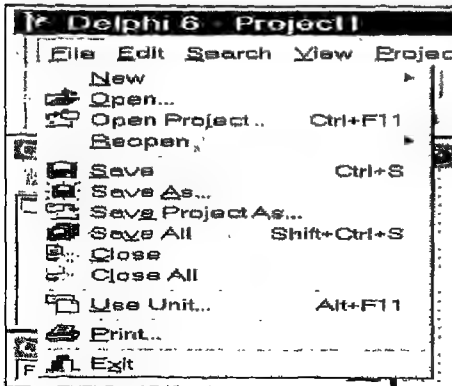 Delphi 6 - Project1
File Edit Search View Projec
New
Open...
Open Project... Ctrl+F11
Reopen
Save Ctrl+S
Save As...
Save Project As...
Save All Shift+Ctrl+S
Close
Close All
Use Unit... Alt+F11
Print...
Exit
F